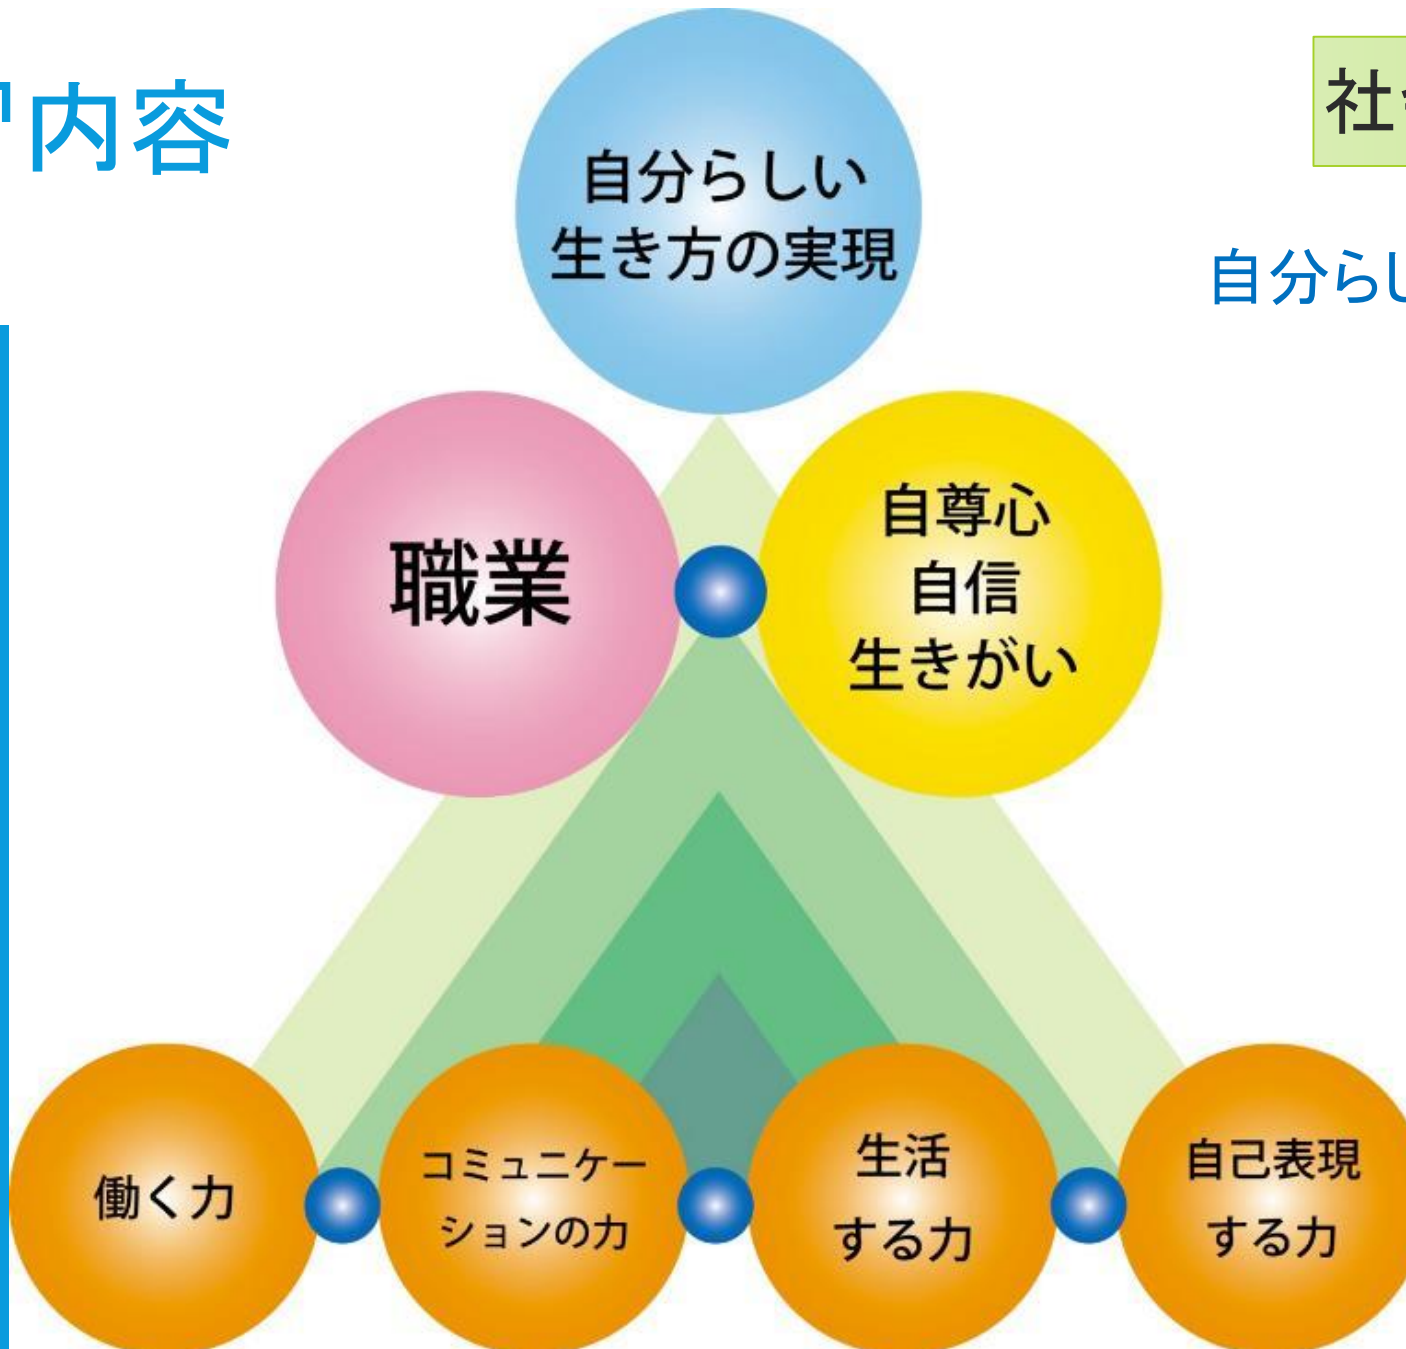 内容
社
自分らし
自分らしい
生き方の実現
職業
自尊心
自信
生きがい
働く力
コミュニケー
ションの力
生活
する力
自己表現
する力